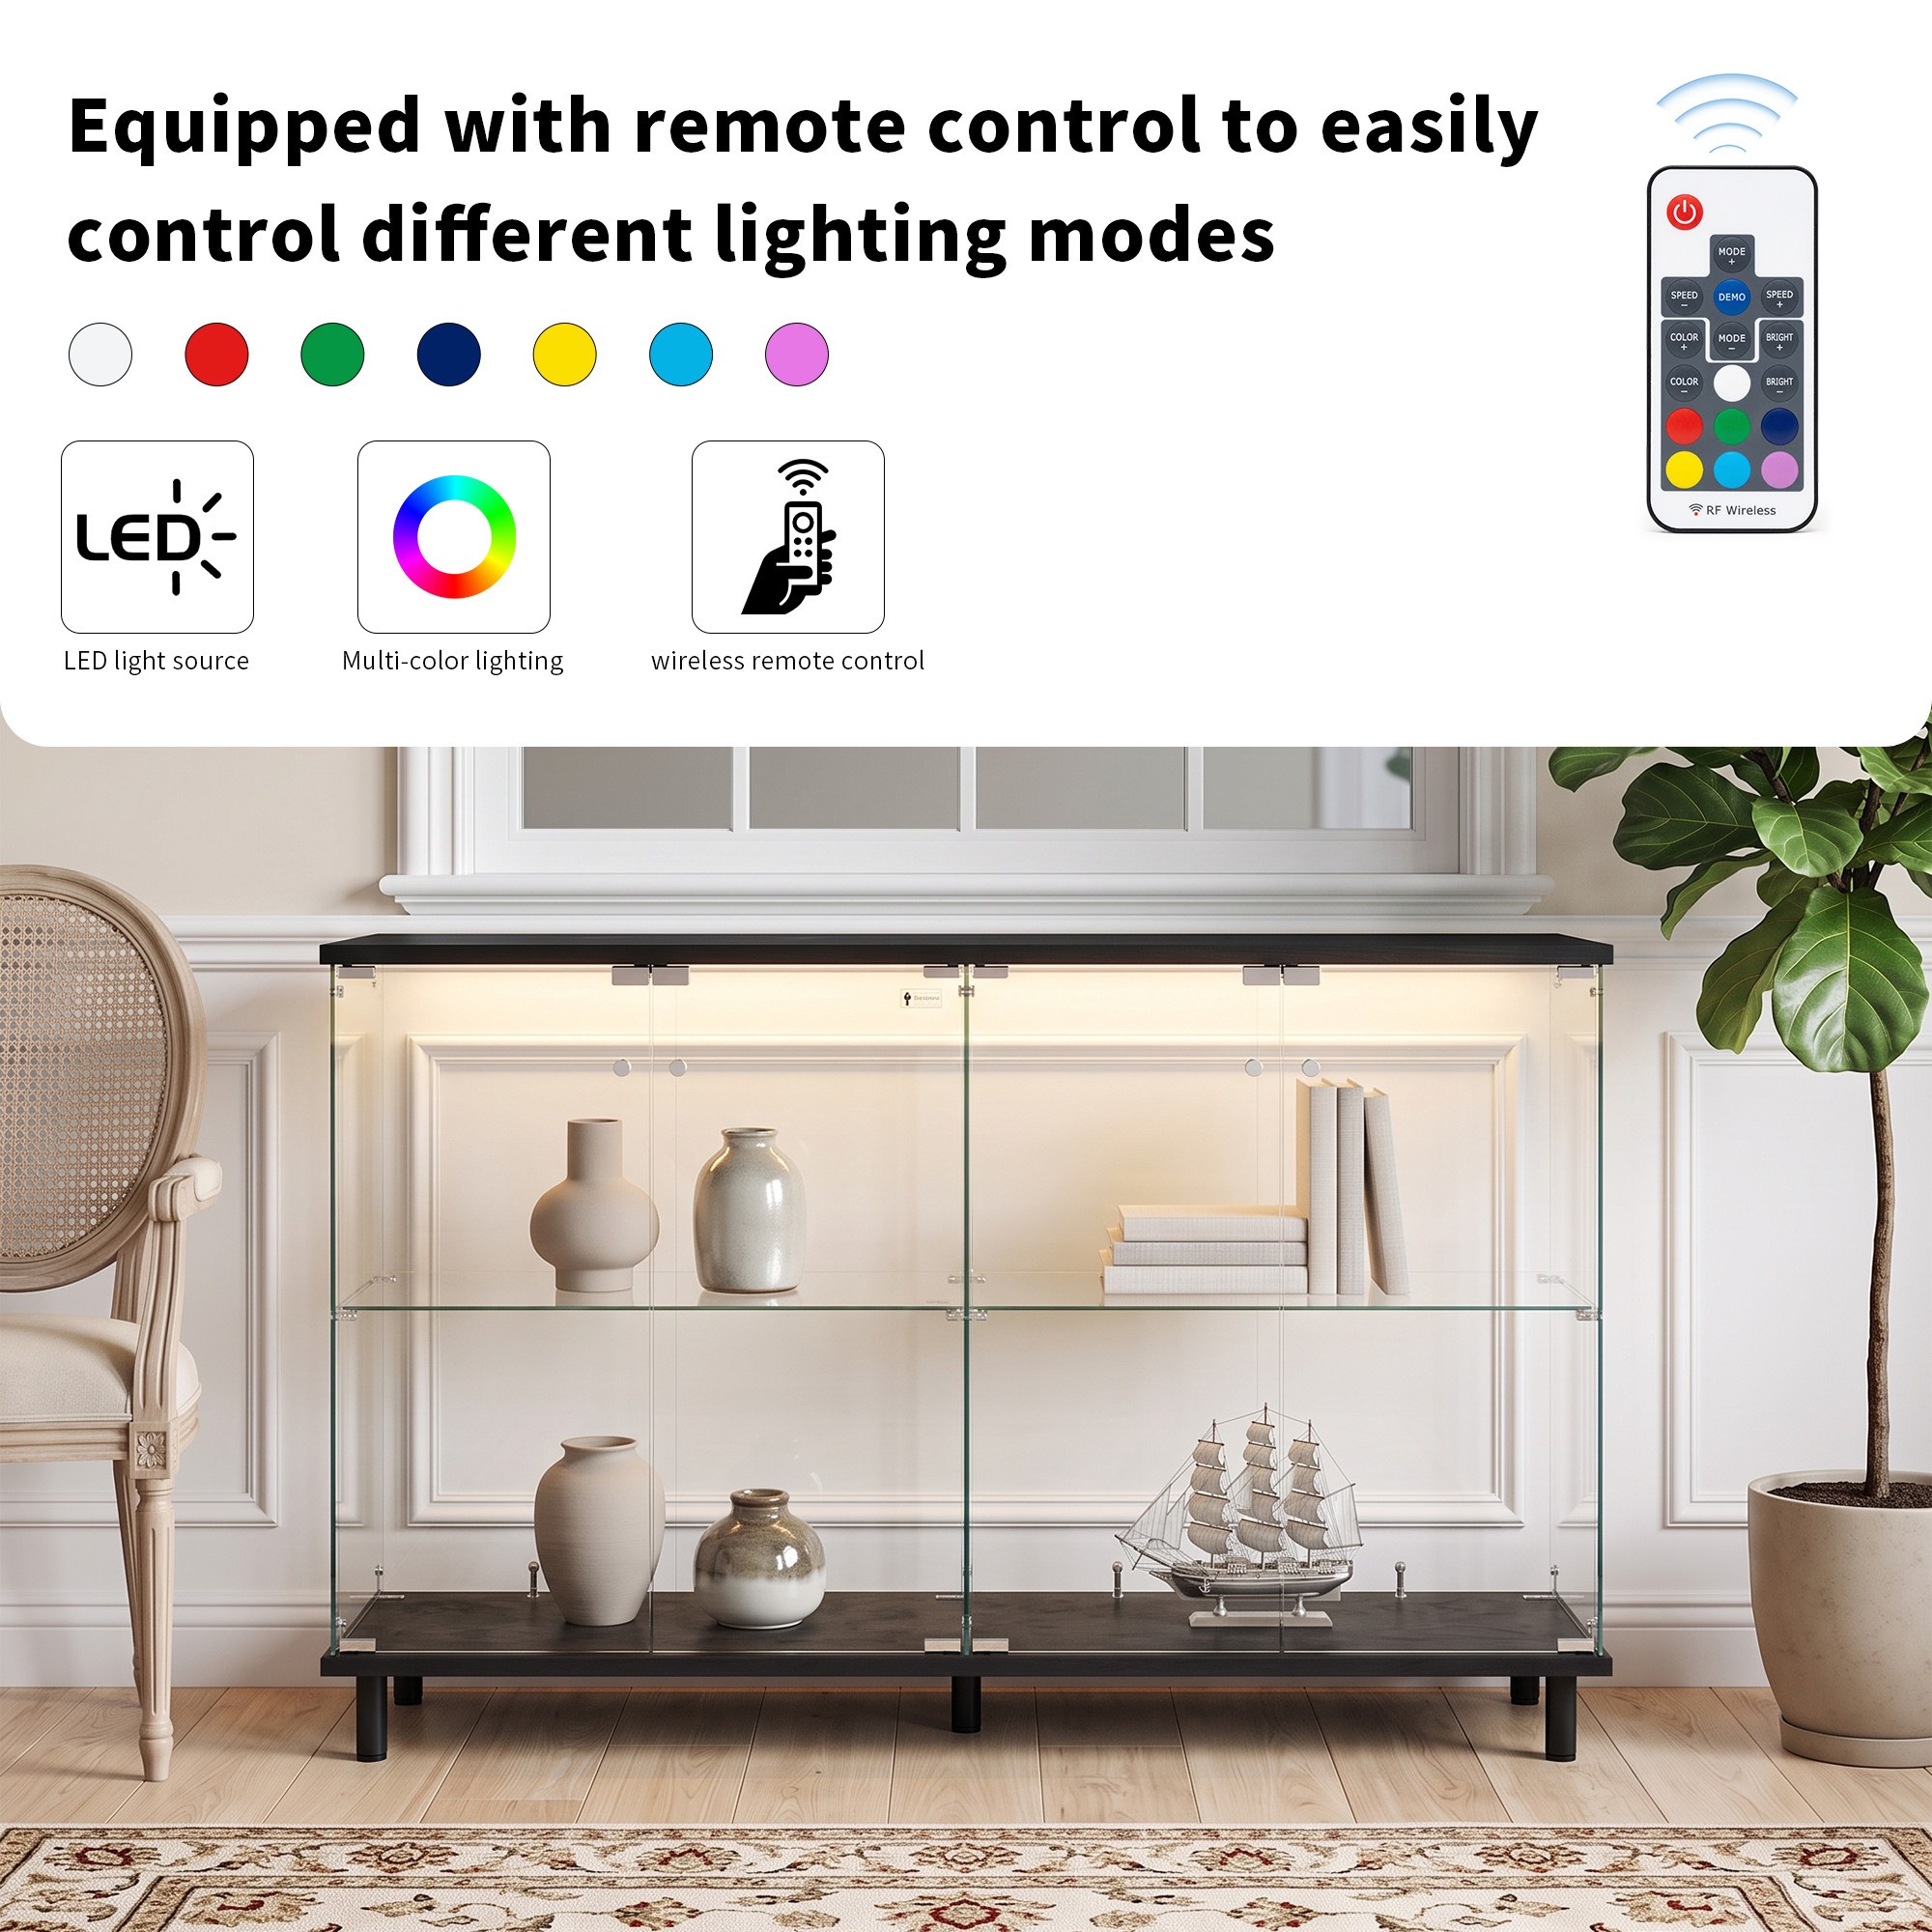 Equipped with remote control to easily
control different lighting modes
MODE
+
SPEED
−
DEMO
SPEED
+
COLOR
+
MODE
−
BRIGHT
+
COLOR
−
BRIGHT
−
RF Wireless
LED
LED light source
Multi-color lighting
wireless remote control